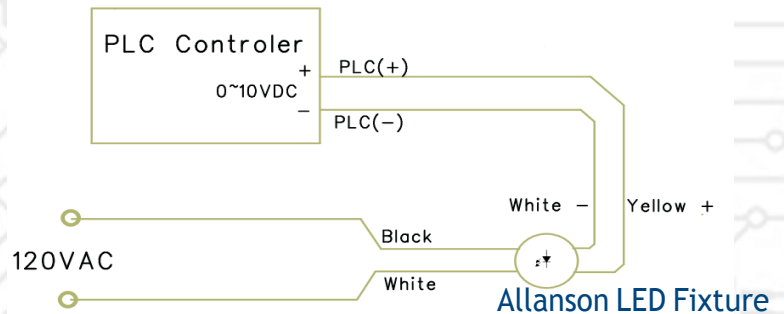 PLC Controler
+ PLC(+)
0~10VDC
−
PLC(−)
White − Yellow +
Black
120VAC
White
Allanson LED Fixture